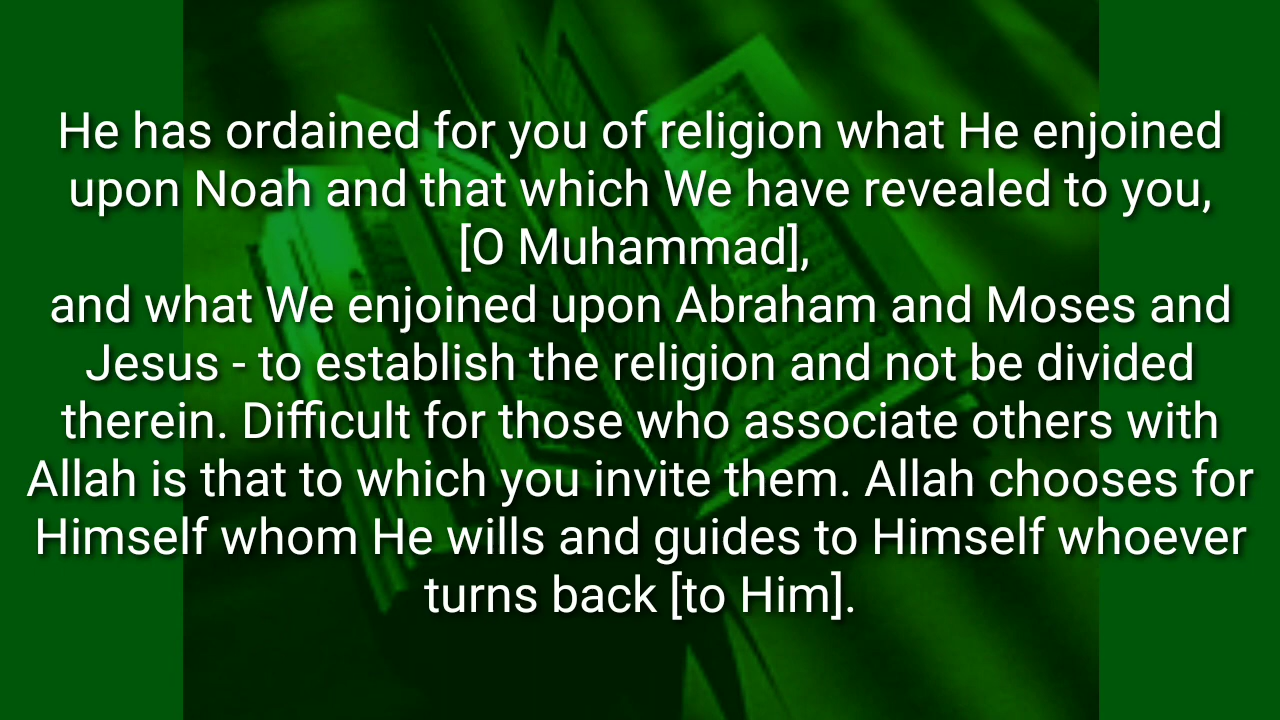 He has ordained for you of religion what He enjoined
upon Noah and that which We have revealed to you,
[O Muhammad],
and what We enjoined upon Abraham and Moses and
Jesus - to establish the religion and not be divided
therein. Difficult for those who associate others with
Allah is that to which you invite them. Allah chooses for
Himself whom He wills and guides to Himself whoever
turns back [to Him].